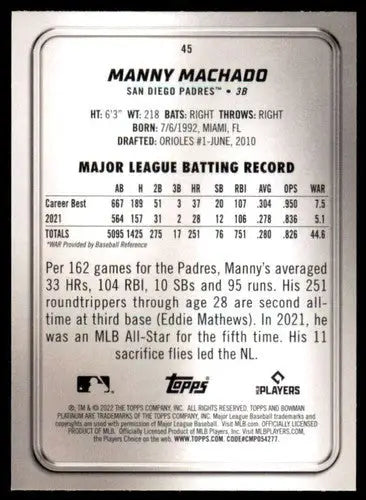 45
MANNY MACHADO
SAN DIEGO PADRES™ • 3B
HT: 6'3" WT: 218 BATS: RIGHT THROWS: RIGHT
BORN: 7/6/1992, MIAMI, FL
DRAFTED: ORIOLES #1-JUNE, 2010
MAJOR LEAGUE BATTING RECORD
AB H 2B 3B HR SB RBI AVG OPS WAR
Career Best 667 189 51 3 37 20 107 .304 .950 7.5
2021 564 157 31 2 28 12 106 .278 .836 5.1
TOTALS 5095 1425 275 17 251 76 751 .280 .826 44.6
*WAR Provided by Baseball Reference
Per 162 games for the Padres, Manny's averaged
33 HRs, 104 RBI, 10 SBs and 95 runs. His 251
roundtrippers through age 28 are second all-
time at third base (Eddie Mathews). In 2021, he
was an MLB All-Star for the fifth time. His 11
sacrifice flies led the NL.
Topps
MLB PLAYERS
®, TM & © 2022 THE TOPPS COMPANY, INC. ALL RIGHTS RESERVED. TOPPS AND BOWMAN
PLATINUM ARE TRADEMARKS OF THE TOPPS COMPANY, INC. Major League Baseball trademarks and
copyrights are used with permission of Major League Baseball. Visit MLB.com. OFFICIALLY LICENSED
PRODUCT OF MLB PLAYERS, INC. Official Licensed Product of MLB Players, Inc. Visit MLBPLAYERS.com,
the Players Choice on the web. WWW.TOPPS.COM. CODE#CMP054277.